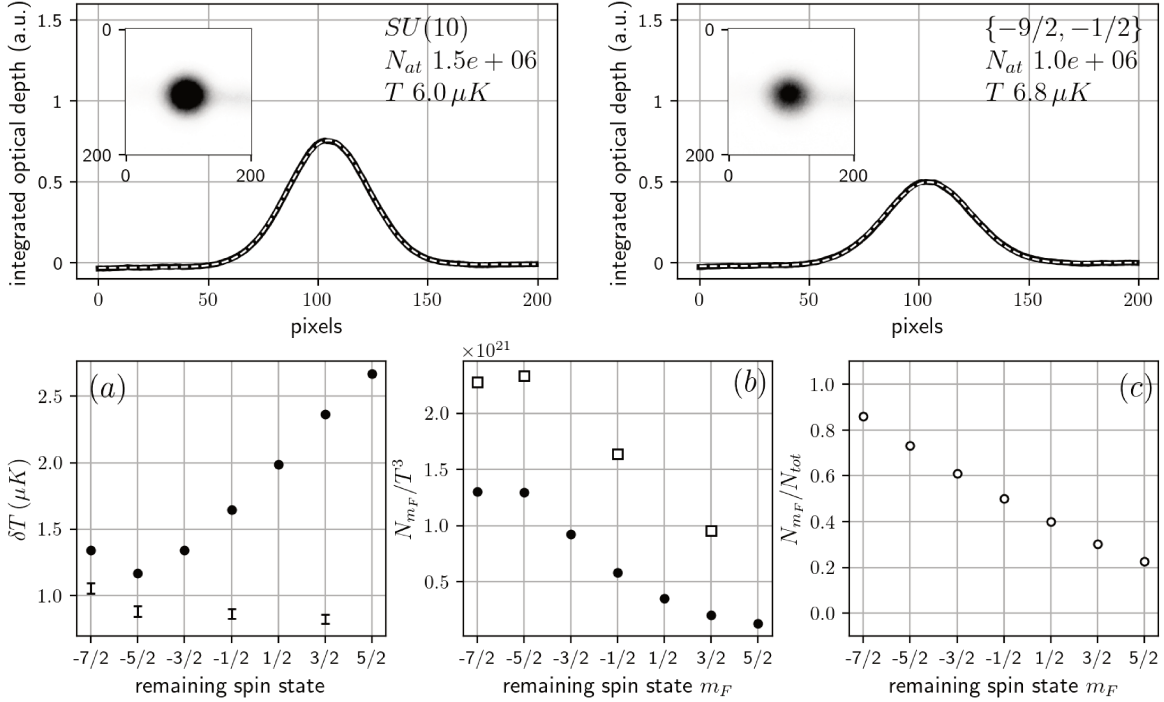 integrated optical depth (a.u.)
1.5
1
0.5
0
0
200
0
200
SU(10)
N_at 1.5e + 06
T 6.0 μK
0
50
100
150
200
pixels
integrated optical depth (a.u.)
1.5
1
0.5
0
0
200
0
200
{−9/2, −1/2}
N_at 1.0e + 06
T 6.8 μK
0
50
100
150
200
pixels
(a)
δT (μK)
2.5
2.0
1.5
1.0
-7/2 -5/2 -3/2 -1/2 1/2 3/2 5/2
remaining spin state
×10^21
(b)
N_{m_F}/T^3
2.0
1.5
1.0
0.5
-7/2 -5/2 -3/2 -1/2 1/2 3/2 5/2
remaining spin state m_F
(c)
N_{m_F}/N_{tot}
1.0
0.8
0.6
0.4
0.2
0.0
-7/2 -5/2 -3/2 -1/2 1/2 3/2 5/2
remaining spin state m_F